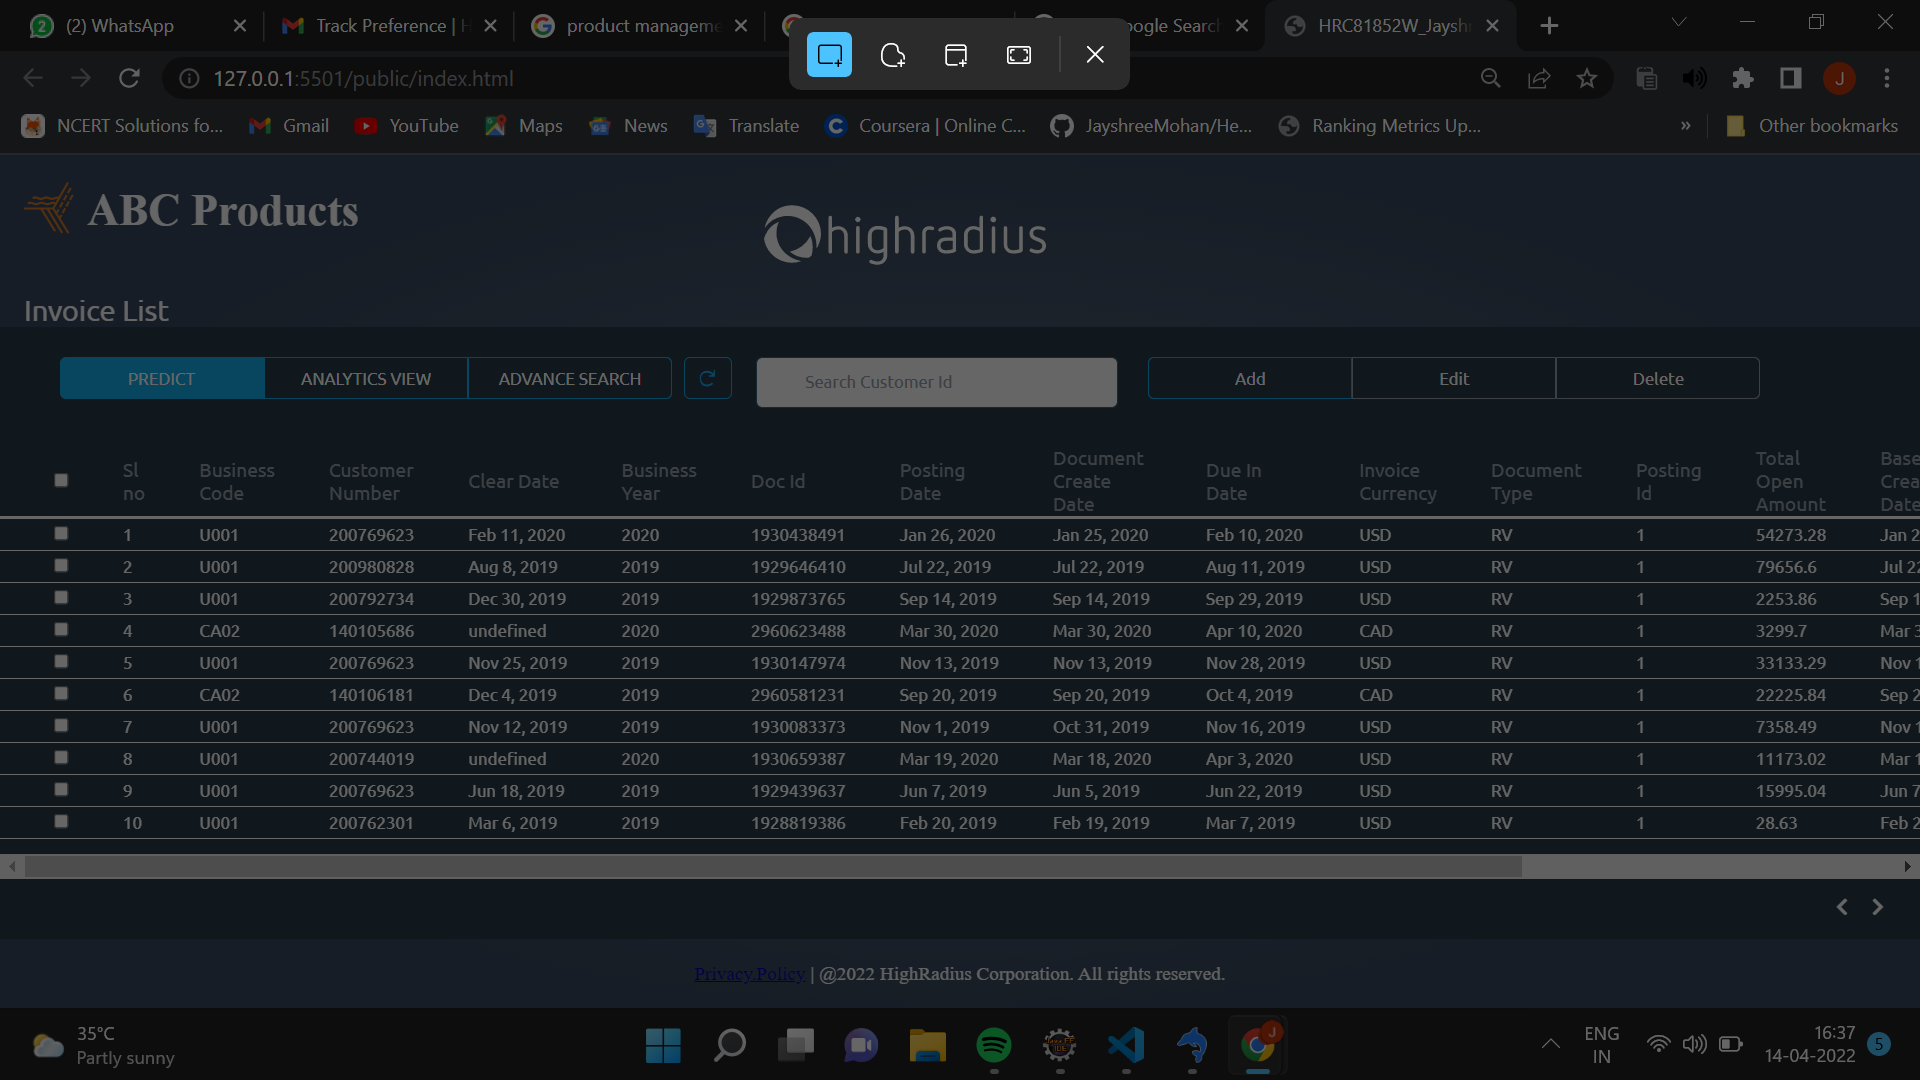 2
(2) WhatsApp
Track Preference | H
product manageme
oogle Search
HRC81852W_Jayshr
127.0.0.1:5501/public/index.html
J
NCERT Solutions fo...
Gmail
YouTube
Maps
News
Translate
Coursera | Online C...
JayshreeMohan/He...
Ranking Metrics Up...
»
Other bookmarks
ABC Products
highradius
Invoice List
PREDICT
ANALYTICS VIEW
ADVANCE SEARCH
Search Customer Id
Add
Edit
Delete
Sl no Business Code Customer Number Clear Date Business Year Doc Id Posting Date Document Create Date Due In Date Invoice Currency Document Type Posting Id Total Open Amount Base Crea Date
1 U001 200769623 Feb 11, 2020 2020 1930438491 Jan 26, 2020 Jan 25, 2020 Feb 10, 2020 USD RV 1 54273.28 Jan 2
2 U001 200980828 Aug 8, 2019 2019 1929646410 Jul 22, 2019 Jul 22, 2019 Aug 11, 2019 USD RV 1 79656.6 Jul 22
3 U001 200792734 Dec 30, 2019 2019 1929873765 Sep 14, 2019 Sep 14, 2019 Sep 29, 2019 USD RV 1 2253.86 Sep 1
4 CA02 140105686 undefined 2020 2960623488 Mar 30, 2020 Mar 30, 2020 Apr 10, 2020 CAD RV 1 3299.7 Mar 3
5 U001 200769623 Nov 25, 2019 2019 1930147974 Nov 13, 2019 Nov 13, 2019 Nov 28, 2019 USD RV 1 33133.29 Nov 1
6 CA02 140106181 Dec 4, 2019 2019 2960581231 Sep 20, 2019 Sep 20, 2019 Oct 4, 2019 CAD RV 1 22225.84 Sep 2
7 U001 200769623 Nov 12, 2019 2019 1930083373 Nov 1, 2019 Oct 31, 2019 Nov 16, 2019 USD RV 1 7358.49 Nov 1
8 U001 200744019 undefined 2020 1930659387 Mar 19, 2020 Mar 18, 2020 Apr 3, 2020 USD RV 1 11173.02 Mar 1
9 U001 200769623 Jun 18, 2019 2019 1929439637 Jun 7, 2019 Jun 5, 2019 Jun 22, 2019 USD RV 1 15995.04 Jun 7
10 U001 200762301 Mar 6, 2019 2019 1928819386 Feb 20, 2019 Feb 19, 2019 Mar 7, 2019 USD RV 1 28.63 Feb 2
Privacy Policy | @2022 HighRadius Corporation. All rights reserved.
35°C
Partly sunny
J
ENG
IN
16:37
14-04-2022
5